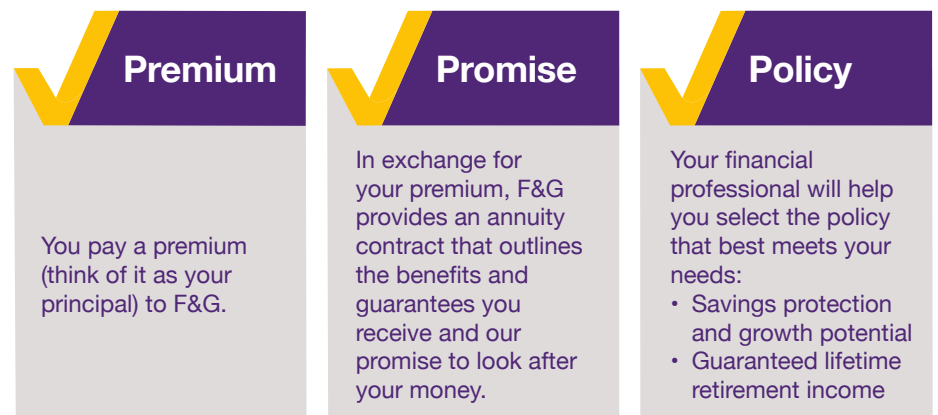 Premium
You pay a premium
(think of it as your
principal) to F&G.
Promise
In exchange for
your premium, F&G
provides an annuity
contract that outlines
the benefits and
guarantees you
receive and our
promise to look after
your money.
Policy
Your financial
professional will help
you select the policy
that best meets your
needs:
• Savings protection
and growth potential
• Guaranteed lifetime
retirement income